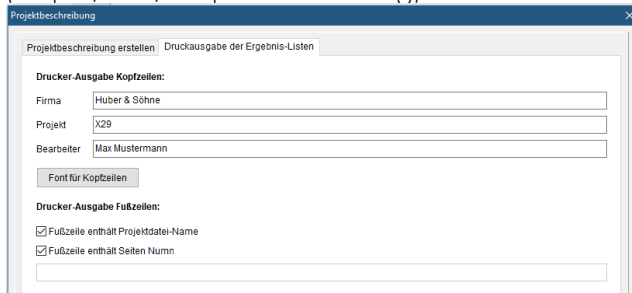 Projektbeschreibung
Projektbeschreibung erstellen Druckausgabe der Ergebnis-Listen
Drucker-Ausgabe Kopfzeilen:
Firma Huber & Söhne
Projekt X29
Bearbeiter Max Mustermann
Font für Kopfzeilen
Drucker-Ausgabe Fußzeilen:
Fußzeile enthält Projektdatei-Name
Fußzeile enthält Seiten Numn